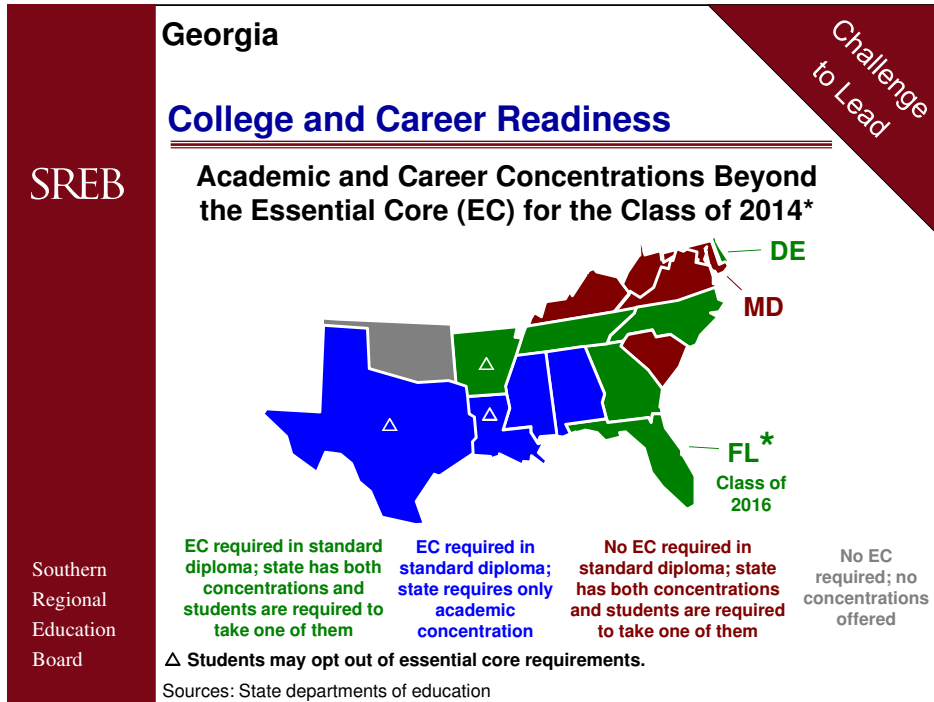 Georgia
Challenge
to Lead
College and Career Readiness
SREB
Academic and Career Concentrations Beyond
the Essential Core (EC) for the Class of 2014*
DE
MD
△
△
△
FL*
Class of
2016
EC required in standard
diploma; state has both
concentrations and
students are required to
take one of them
EC required in
standard diploma;
state requires only
academic
concentration
No EC required in
standard diploma; state
has both concentrations
and students are required
to take one of them
No EC
required; no
concentrations
offered
Southern
Regional
Education
Board
△ Students may opt out of essential core requirements.
Sources: State departments of education